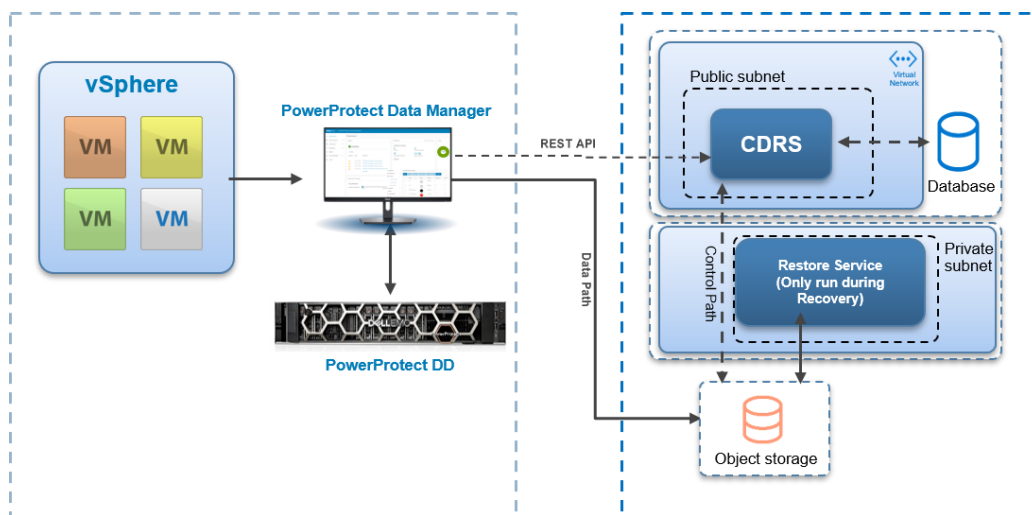 vSphere
VM
VM
VM
VM
PowerProtect Data Manager
DELLEMC
PowerProtect DD
REST API
Data Path
Public subnet
Virtual
Network
CDRS
Database
Control Path
Private
subnet
Restore Service
(Only run during
Recovery)
Object storage